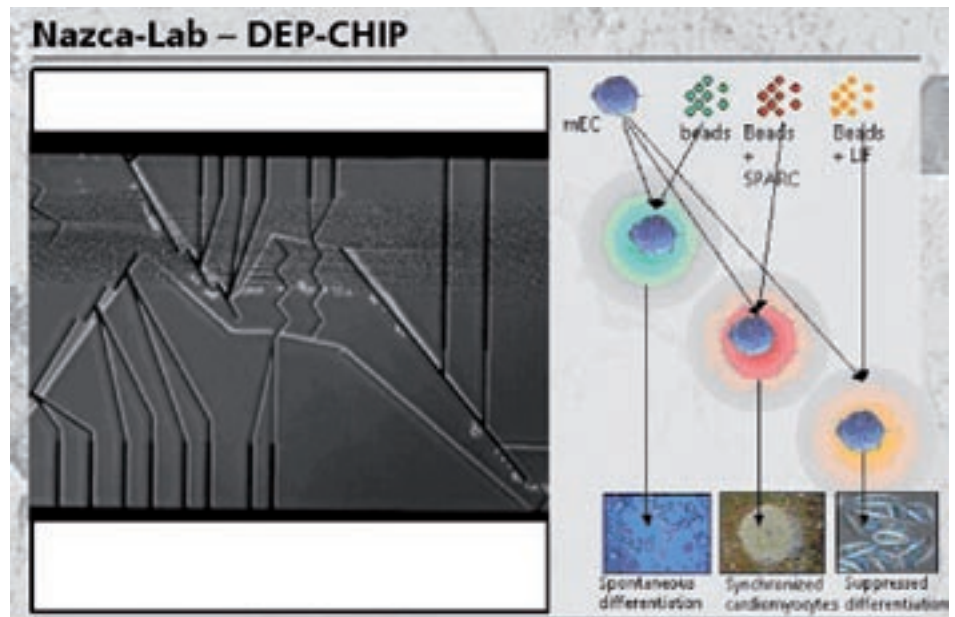 Nazca-Lab – DEP-CHIP
mEC
beads
Beads
+
SPARC
Beads
+ LIF
Spontaneous
differentiation
Synchronized
cardiomyocytes
Suppressed
differentiation